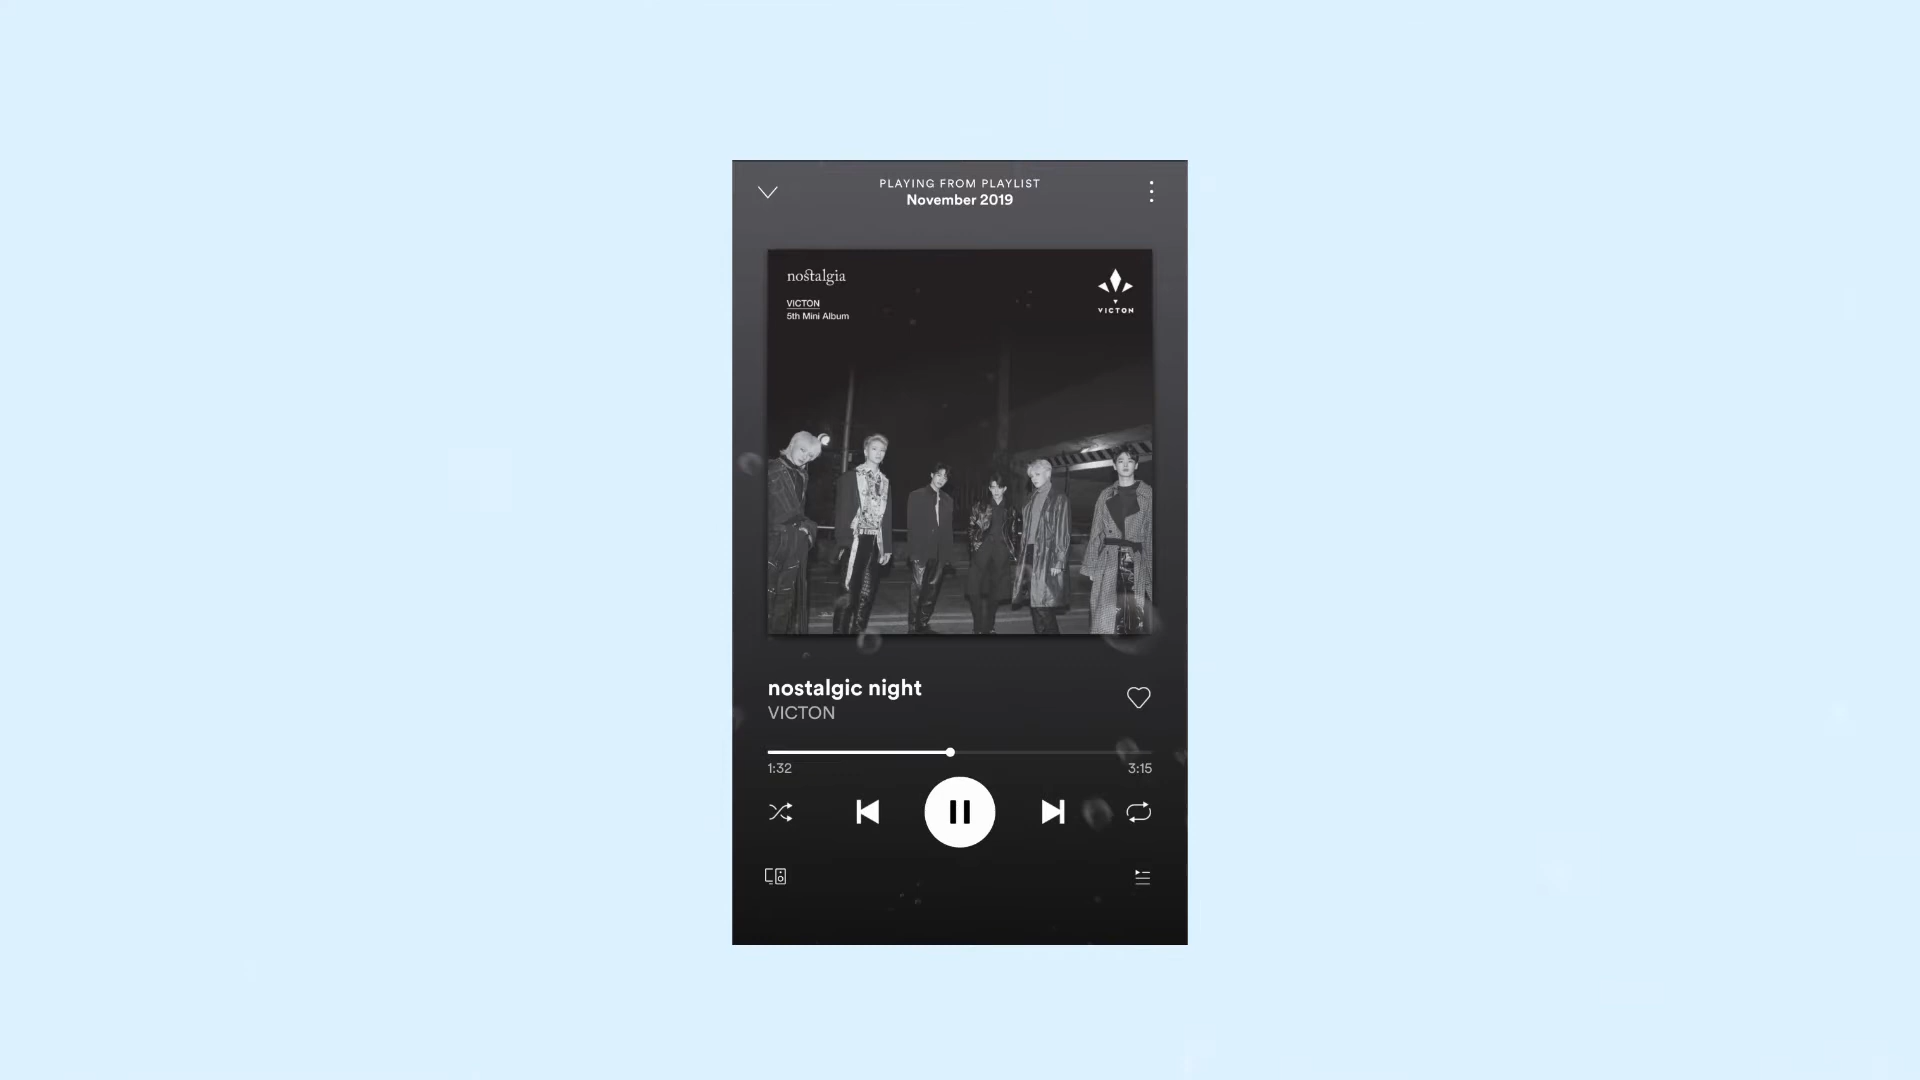 PLAYING FROM PLAYLIST
November 2019
nostalgia
VICTON
5th Mini Album
VICTON
nostalgic night
VICTON
1:32
3:15